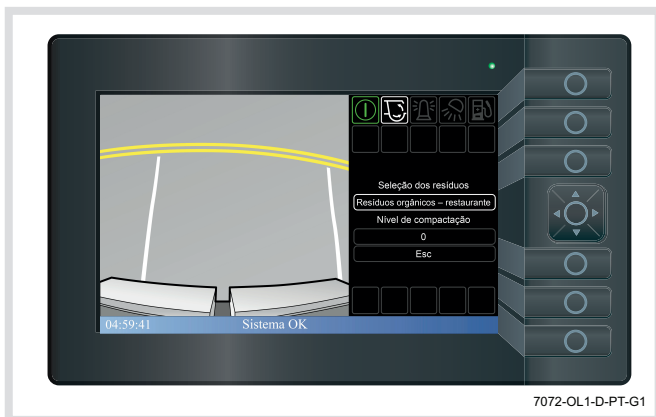 Seleção dos resíduos
Resíduos orgânicos – restaurante
Nível de compactação
0
Esc
04:59:41 Sistema OK
7072-OL1-D-PT-G1